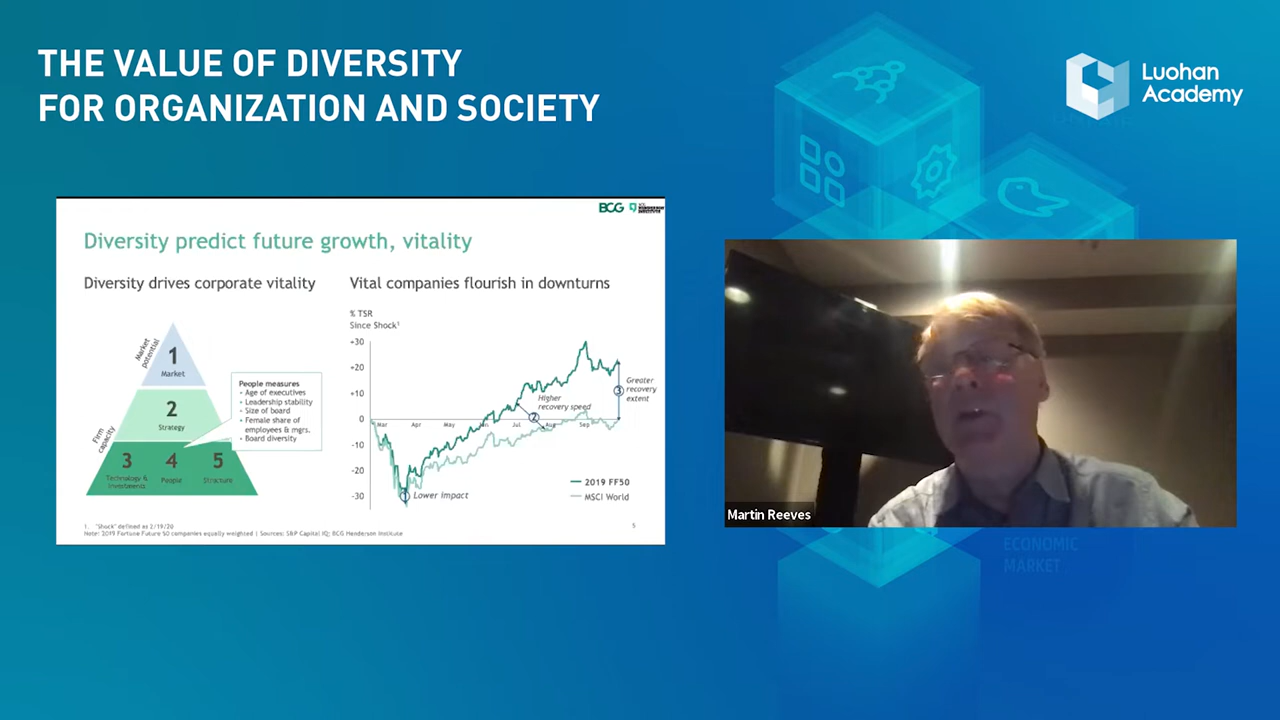 THE VALUE OF DIVERSITY
FOR ORGANIZATION AND SOCIETY
Luohan
Academy
BCG
HENDERSON
INSTITUTE
Diversity predict future growth, vitality
Diversity drives corporate vitality
Vital companies flourish in downturns
Market
potential
1
Market
2
Strategy
Firm
capacity
3
Technology &
Investments
4
People
5
Structure
People measures
• Age of executives
• Leadership stability
• Size of board
• Female share of
employees & mgrs.
• Board diversity
% TSR
Since Shock¹
+30
+20
+10
0
-10
-20
-30
Mar
Apr
May
Jun
Jul
Aug
Sep
1
Lower impact
2
Higher
recovery speed
3
Greater
recovery
extent
2019 FF50
MSCI World
1. "Shock" defined as 2/19/20
Note: 2019 Fortune Future 50 companies equally weighted | Sources: S&P Capital IQ; BCG Henderson Institute
5
Martin Reeves
ECONOMIC
MARKET